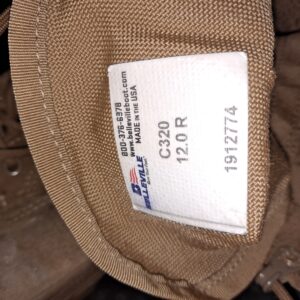 BELLEVILLE
MADE IN THE USA
www.bellevilleboot.com
800-376-6978
C320
12.0 R
1912774